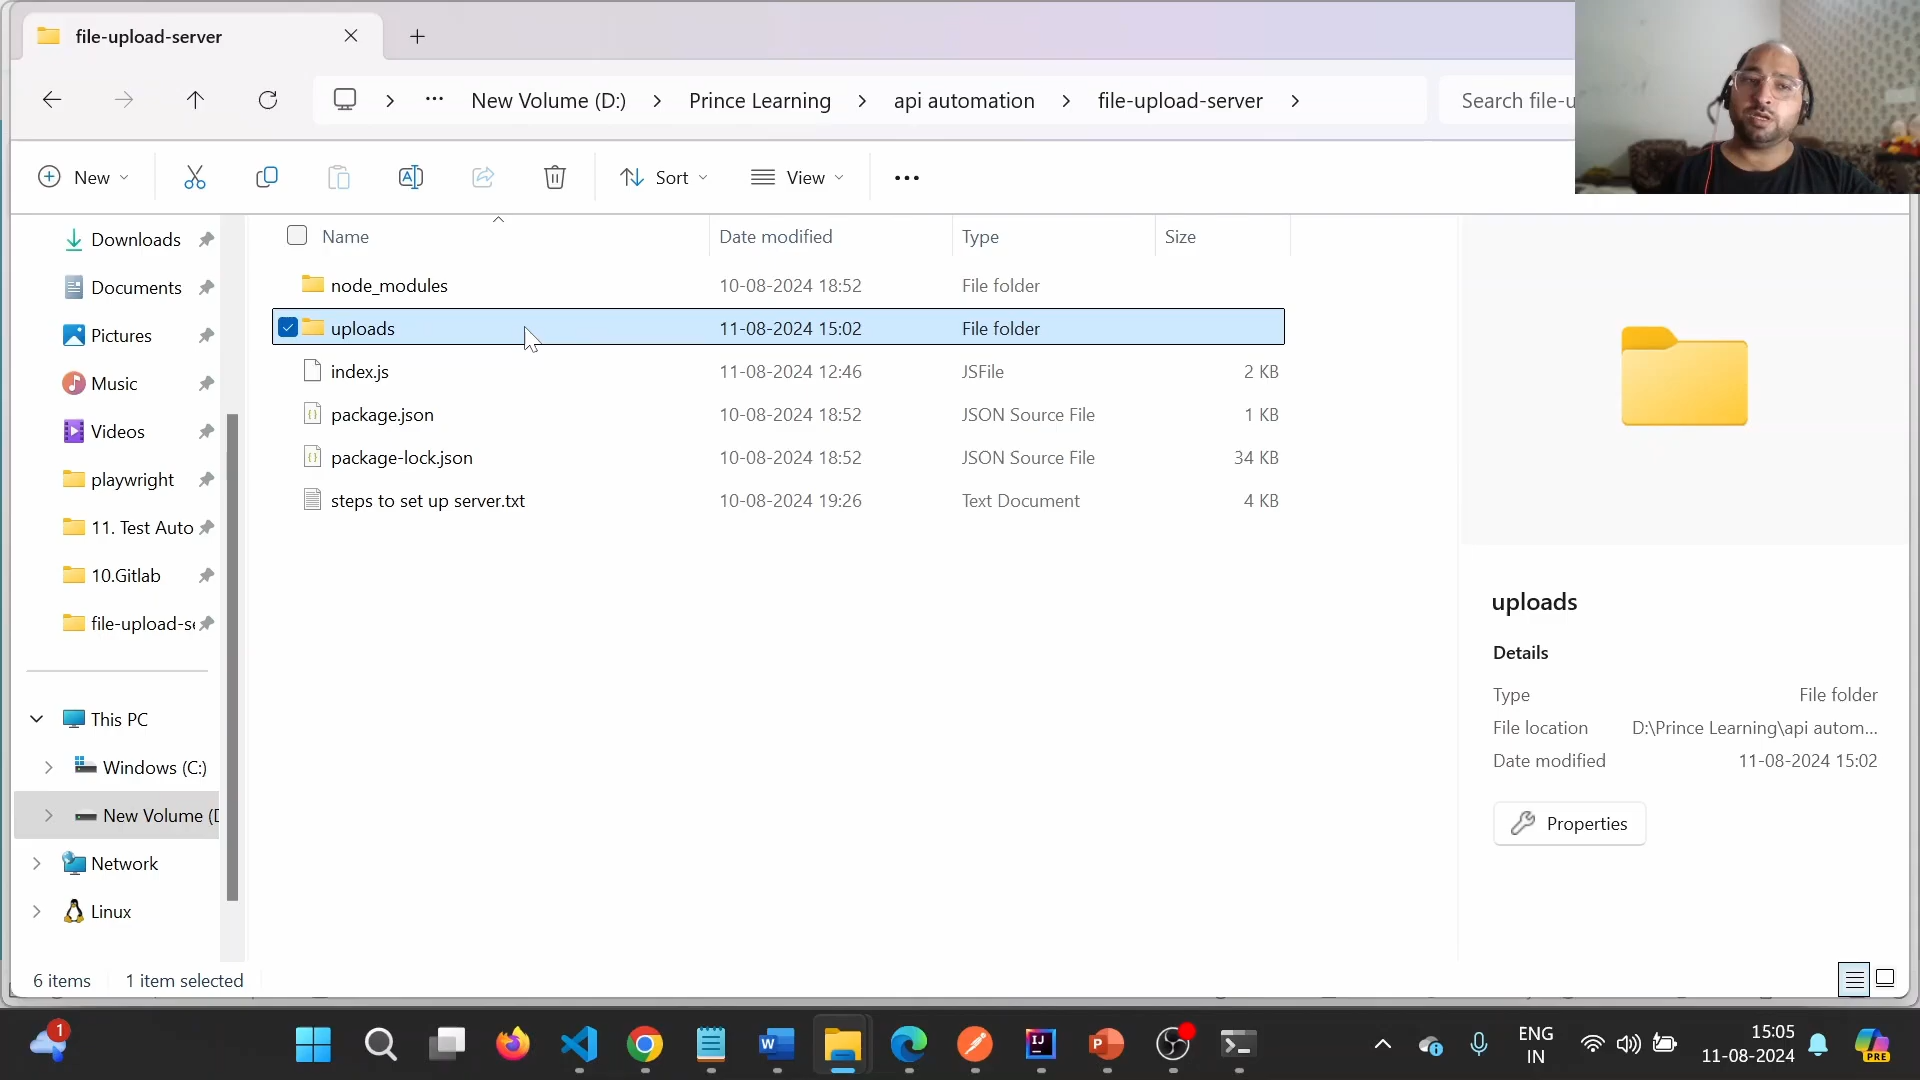 file-upload-server
New Volume (D:) Prince Learning api automation file-upload-server
Search file-u
New
Sort
View
Downloads
Documents
Pictures
Music
Videos
playwright
11. Test Auto
10.Gitlab
file-upload-se
This PC
Windows (C:)
New Volume (D
Network
Linux
Name Date modified Type Size
node_modules 10-08-2024 18:52 File folder
uploads 11-08-2024 15:02 File folder
index.js 11-08-2024 12:46 JSFile 2 KB
package.json 10-08-2024 18:52 JSON Source File 1 KB
package-lock.json 10-08-2024 18:52 JSON Source File 34 KB
steps to set up server.txt 10-08-2024 19:26 Text Document 4 KB
uploads
Details
Type File folder
File location D:\Prince Learning\api autom...
Date modified 11-08-2024 15:02
Properties
6 items 1 item selected
1
W
IJ
P
ENG
IN
15:05
11-08-2024
PRE